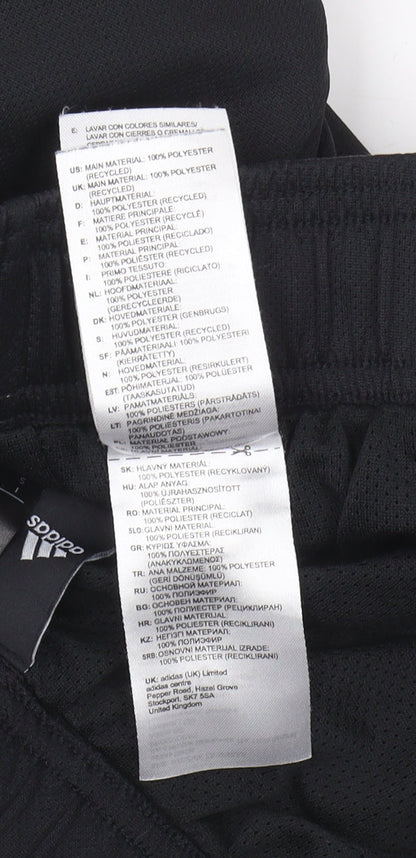 E: LAVAR CON COLORES SIMILARES/
LAVAR CON CIERRES O CREMALLE
US: MAIN MATERIAL: 100% POLYESTER
(RECYCLED)
UK: MAIN MATERIAL: 100% POLYESTER
(RECYCLED)
D: HAUPTMATERIAL:
100% POLYESTER (RECYCLED)
F: MATIERE PRINCIPALE:
100% POLYESTER (RECYCLÉ)
E: MATERIAL PRINCIPAL:
100% POLIÉSTER (RECICLADO)
P: MATERIAL PRINCIPAL:
100% POLIÉSTER (RECICLADO)
I: PRIMO TESSUTO:
100% POLIESTERE (RICICLATO)
NL: HOOFDMATERIAAL:
100% POLYESTER
(GERECYCLEERDE)
DK: HOVEDMATERIALE:
100% POLYESTER (GENBRUGS)
S: HUVUDMATERIAL:
100% POLYESTER (RECYCLED)
SF: PÄÄMATERIAALI: 100% POLYESTERI
(KIERRÄTETTY)
N: HOVEDMATERIAL:
100% POLYESTER (RESIRKULERT)
EST: PÕHIMATERJAL: 100% POLÜESTER
(TAASKASUTATUD)
LV: PAMATMATERIĀLS:
100% POLIESTERS (PĀRSTRĀDĀTS)
LT: PAGRINDINĖ MEDŽIAGA:
100% POLIESTERIS (PAKARTOTINAI
PANAUDOTAS)
PL: MATERIAŁ PODSTAWOWY
100% POLYESTER
SK: HLAVNÝ MATERIÁL:
100% POLYESTER (RECYKLOVANÝ)
HU: ALAP ANYAG:
100% ÚJRAHASZNOSÍTOTT
(POLIÉSZTER)
RO: MATERIAL PRINCIPAL:
100% POLIESTER (RECICLAT)
SLO: GLAVNI MATERIAL:
100% POLIESTER (RECIKLIRAN)
GR: ΚΥΡΙΩΣ ΥΦΑΣΜΑ:
100% ΠΟΛΥΕΣΤΕΡΑΣ
(ΑΝΑΚΥΚΛΩΜΕΝΟΣ)
TR: ANA MALZEME: 100% POLYESTER
(GERİ DÖNÜŞÜMLÜ)
RU: ОСНОВНОЙ МАТЕРИАЛ:
100% ПОЛИЭФИР
BG: ОСНОВЕН МАТЕРИАЛ:
100% ПОЛИЕСТЕР (РЕЦИКЛИРАН)
HR: GLAVNI MATERIJAL:
100% POLIESTER (RECIKLIRANI)
KZ: НЕГІЗГІ МАТЕРИАЛ:
100% ПОЛИЭФИР
SRB: OSNOVNI MATERIJAL IZRADE:
100% POLIESTER (RECIKLIRANI)
UK: adidas (UK) Limited
adidas centre
Pepper Road, Hazel Grove
Stockport, SK7 5SA
United Kingdom
adidas